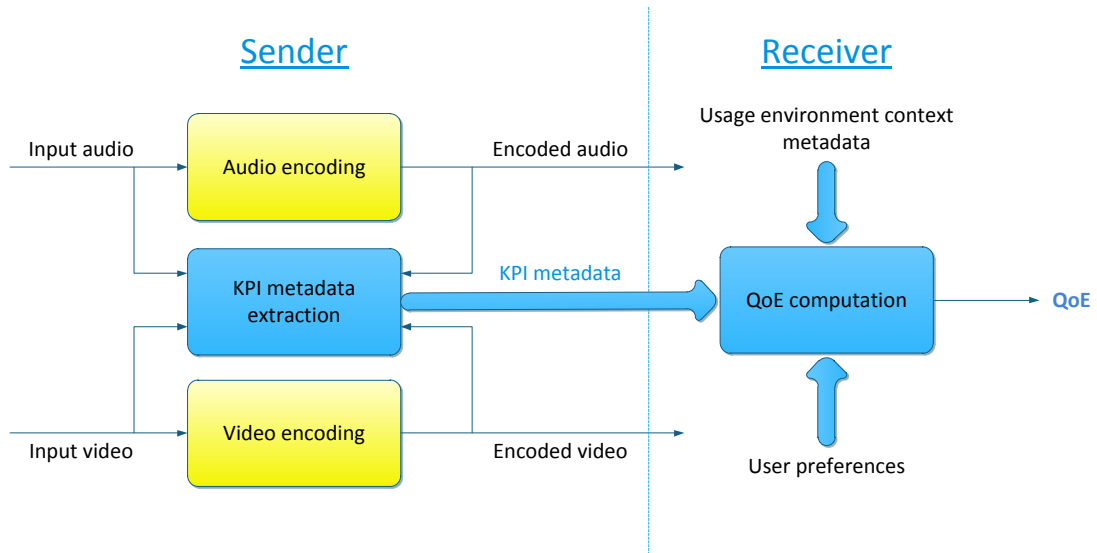 Sender
Receiver
Usage environment context
metadata
Input audio
Audio encoding
Encoded audio
KPI metadata
extraction
KPI metadata
QoE computation
QoE
Input video
Video encoding
Encoded video
User preferences